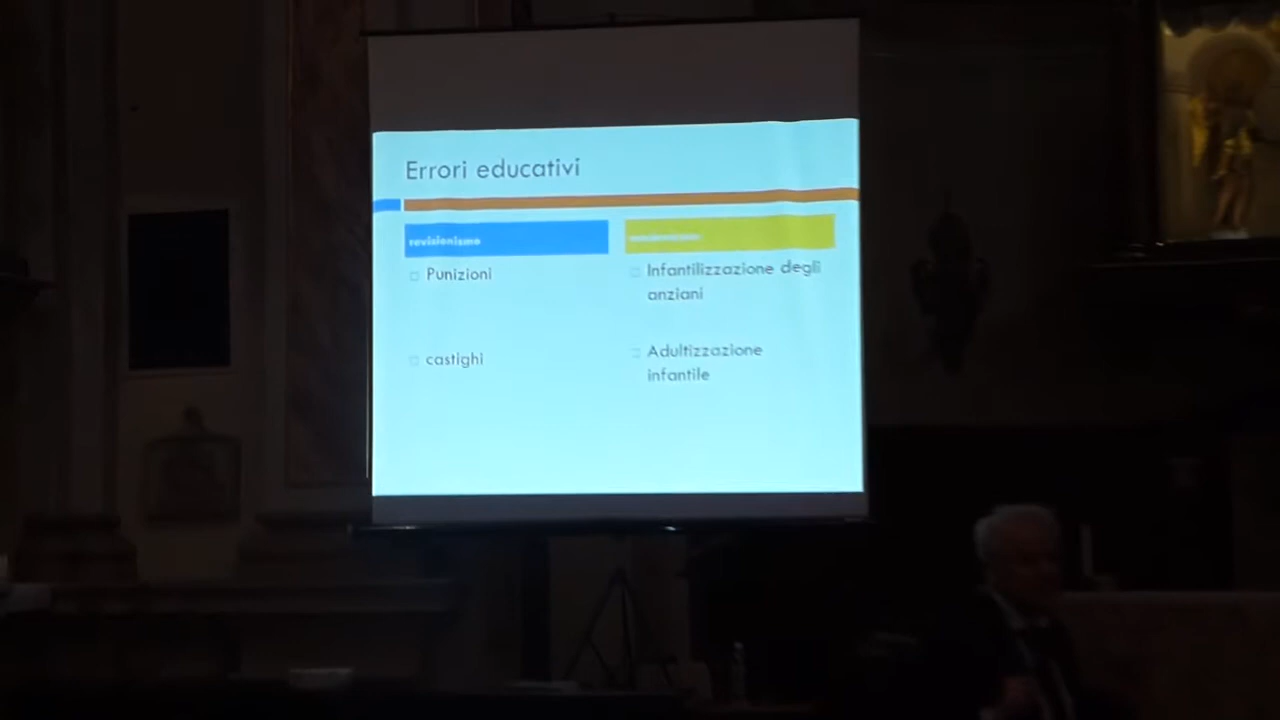 Errori educativi
revisionismo
Punizioni
castighi
Infantilizzazione degli
anziani
Adultizzazione
infantile